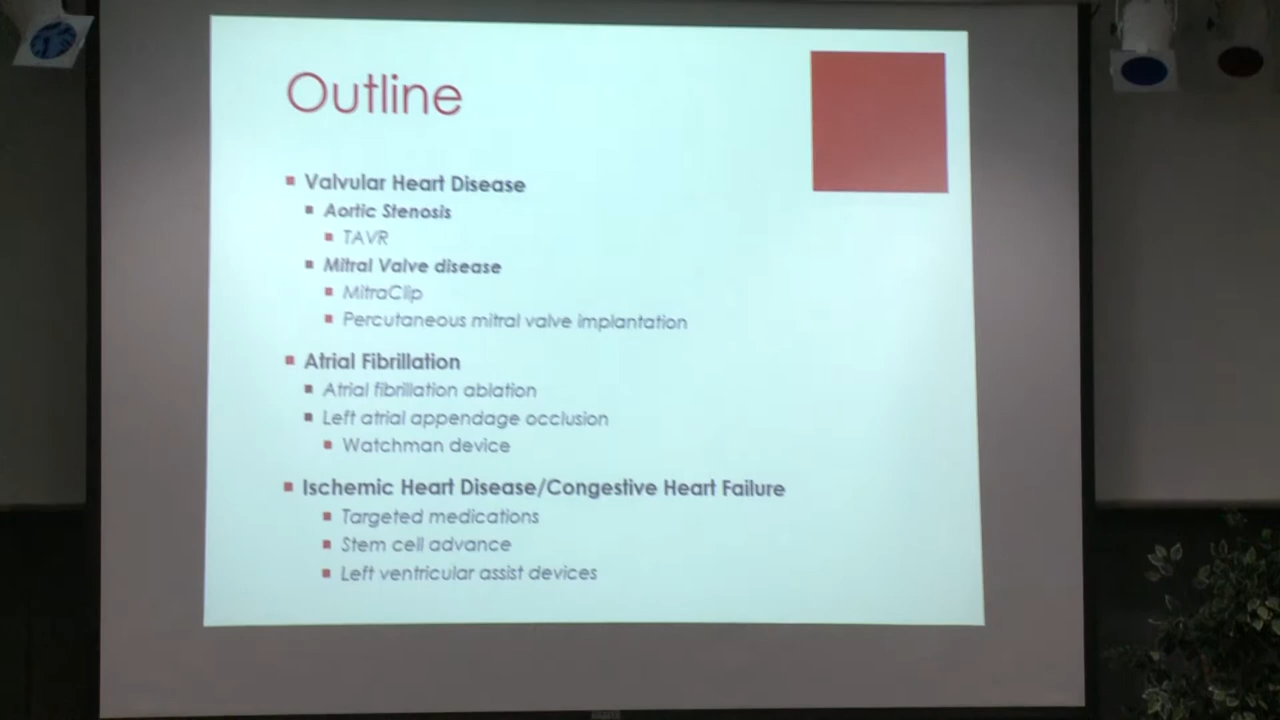 Outline
Valvular Heart Disease
Aortic Stenosis
TAVR
Mitral Valve disease
MitraClip
Percutaneous mitral valve implantation
Atrial Fibrillation
Atrial fibrillation ablation
Left atrial appendage occlusion
Watchman device
Ischemic Heart Disease/Congestive Heart Failure
Targeted medications
Stem cell advance
Left ventricular assist devices